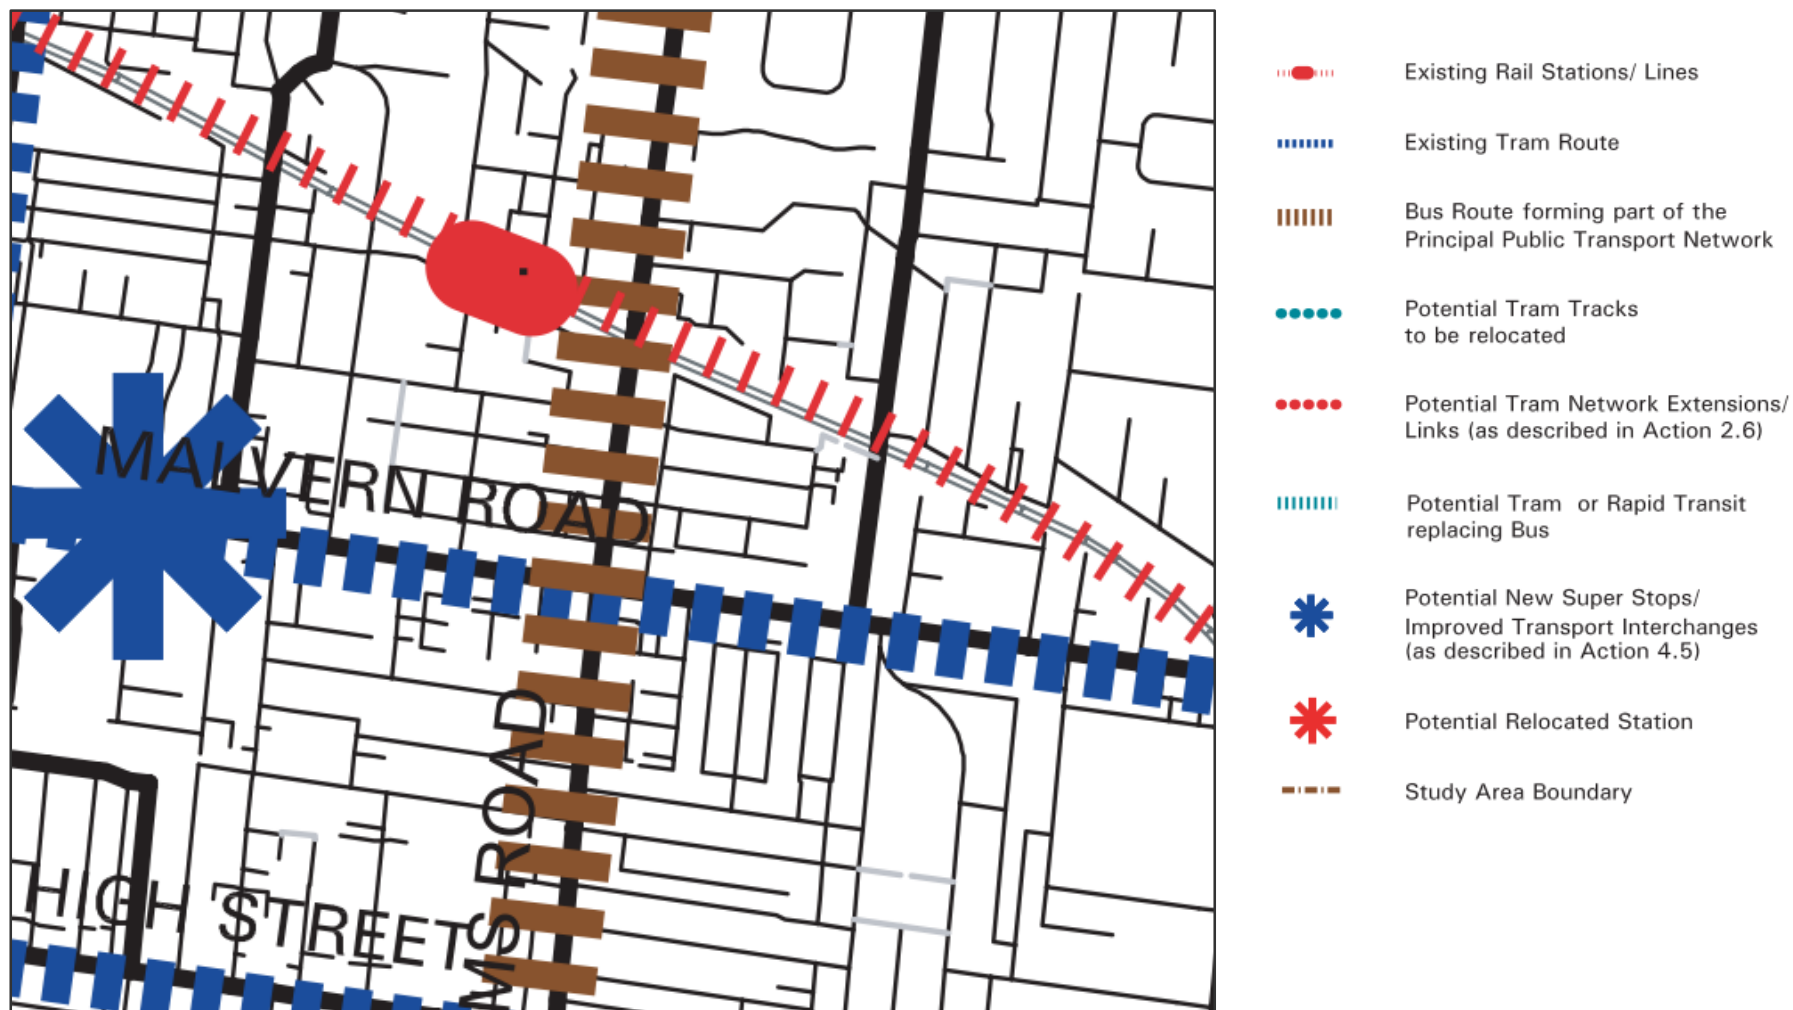 MALVERN ROAD
MS ROAD
HIGH STREET
Existing Rail Stations/ Lines
Existing Tram Route
Bus Route forming part of the
Principal Public Transport Network
Potential Tram Tracks
to be relocated
Potential Tram Network Extensions/
Links (as described in Action 2.6)
Potential Tram or Rapid Transit
replacing Bus
Potential New Super Stops/
Improved Transport Interchanges
(as described in Action 4.5)
Potential Relocated Station
Study Area Boundary